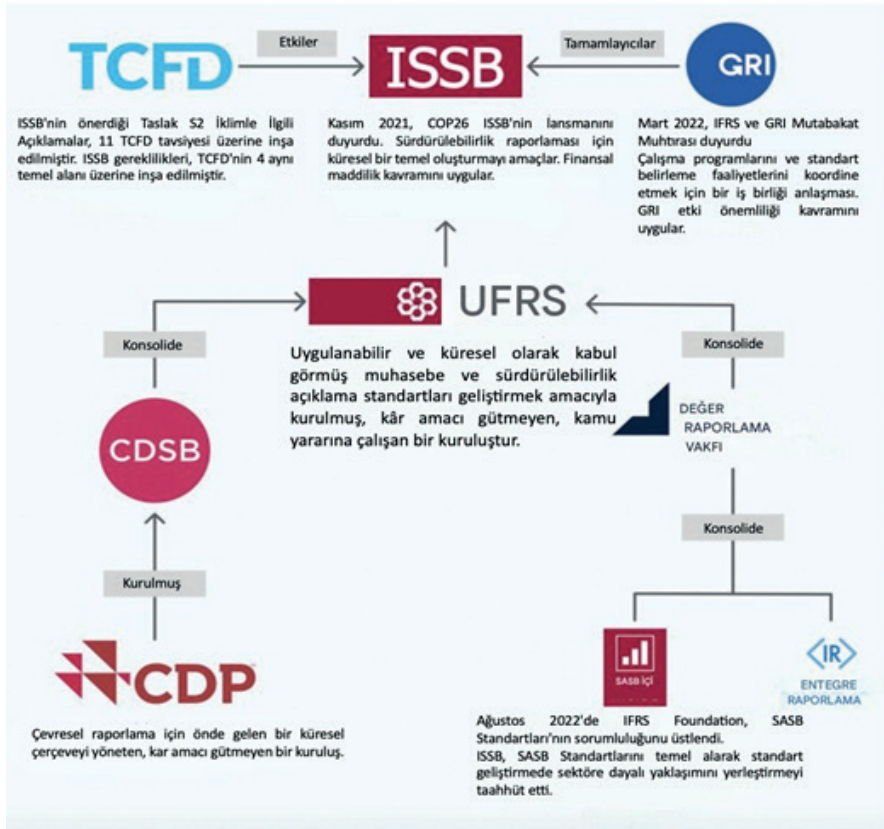 TCFD
Etkiler
ISSB
Tamamlayıcılar
GRI
ISSB'nin önerdiği Taslak S2 İklimle İlgili
Açıklamalar, 11 TCFD tavsiyesi üzerine inşa
edilmiştir. ISSB gereklilikleri, TCFD'nin 4 aynı
temel alanı üzerine inşa edilmiştir.
Kasım 2021, COP26 ISSB'nin lansmanını
duyurdu. Sürdürülebilirlik raporlaması için
küresel bir temel oluşturmayı amaçlar. Finansal
maddilik kavramını uygular.
Mart 2022, IFRS ve GRI Mutabakat
Muhtırası duyurdu
Çalışma programlarını ve standart
belirleme faaliyetlerini koordine
etmek için bir iş birliği anlaşması.
GRI etki önemliliği kavramını
uygular.
UFRS
Uygulanabilir ve küresel olarak kabul
görmüş muhasebe ve sürdürülebilirlik
açıklama standartları geliştirmek amacıyla
kurulmuş, kâr amacı gütmeyen, kamu
yararına çalışan bir kuruluştur.
Konsolide
CDSB
Kurulmuş
CDP
Çevresel raporlama için önde gelen bir küresel
çerçeveyi yöneten, kar amacı gütmeyen bir kuruluş.
Konsolide
DEĞER
RAPORLAMA
VAKFI
Konsolide
SASB İÇİ
<IR>
ENTEGRE
RAPORLAMA
Ağustos 2022'de IFRS Foundation, SASB
Standartları'nın sorumluluğunu üstlendi.
ISSB, SASB Standartlarını temel alarak standart
geliştirmede sektöre dayalı yaklaşımını yerleştirmeyi
taahhüt etti.